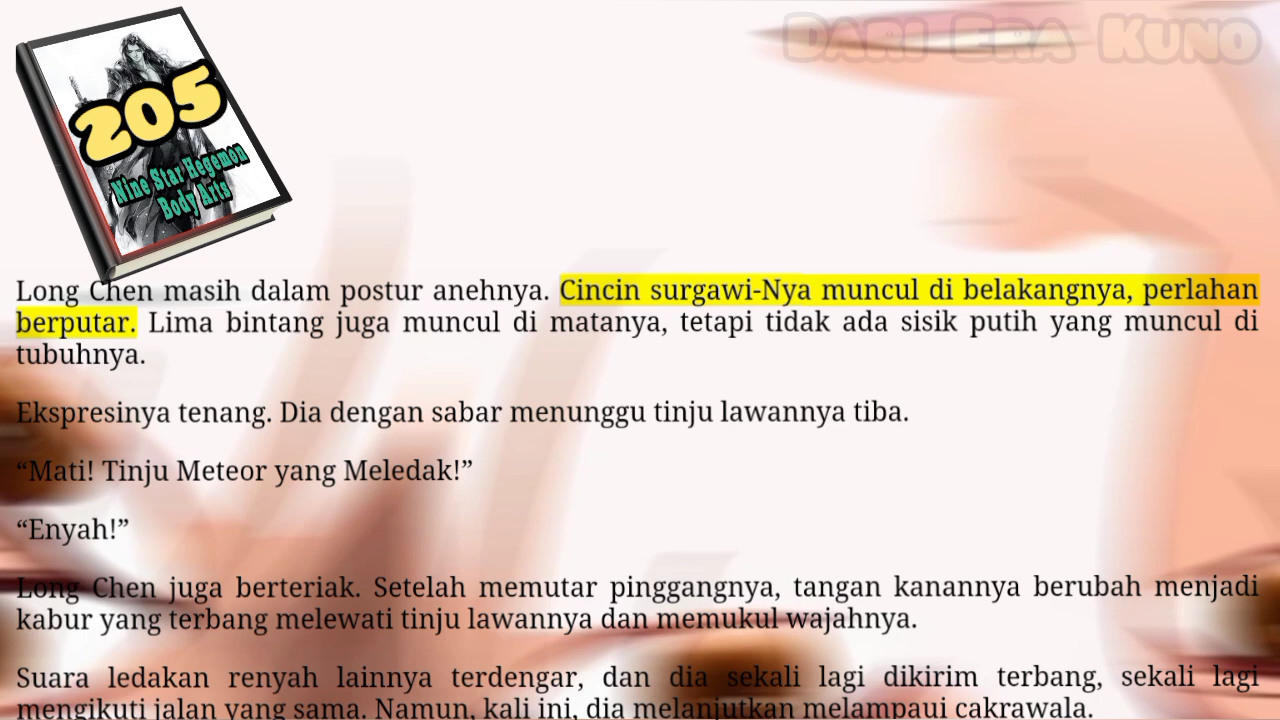 Dari Era Kuno
205
Nine Star Hegemon
Body Arts
Long Chen masih dalam postur anehnya. Cincin surgawi-Nya muncul di belakangnya, perlahan
berputar. Lima bintang juga muncul di matanya, tetapi tidak ada sisik putih yang muncul di
tubuhnya.
Ekspresinya tenang. Dia dengan sabar menunggu tinju lawannya tiba.
“Mati! Tinju Meteor yang Meledak!”
“Enyah!”
Long Chen juga berteriak. Setelah memutar pinggangnya, tangan kanannya berubah menjadi
kabur yang terbang melewati tinju lawannya dan memukul wajahnya.
Suara ledakan renyah lainnya terdengar, dan dia sekali lagi dikirim terbang, sekali lagi
mengikuti jalan yang sama. Namun, kali ini, dia melanjutkan melampaui cakrawala.